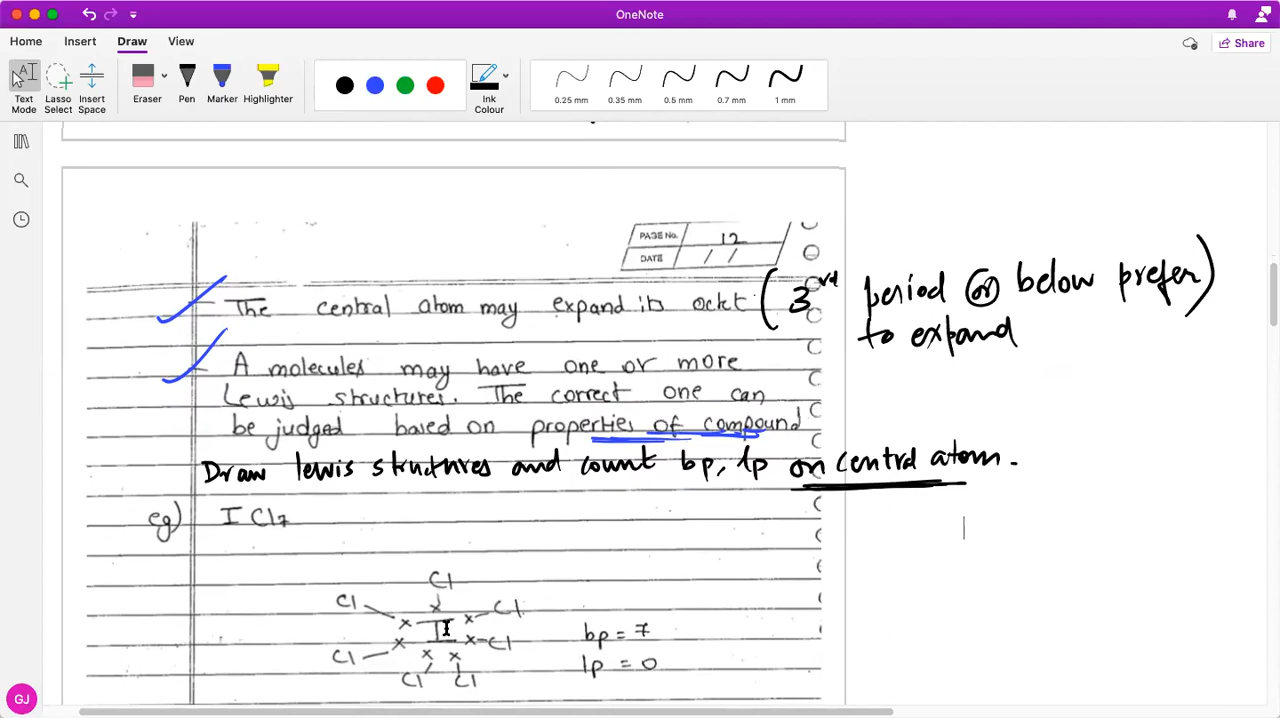 OneNote
Home Insert Draw View
Share
Text Mode
Lasso Select
Insert Space
Eraser
Pen
Marker
Highlighter
Ink Colour
0.25 mm 0.35 mm 0.5 mm 0.7 mm 1 mm
PAGE No. 12
DATE / /
The central atom may expand its octet (3rd period or below prefer)
to expand
A molecules may have one or more
Lewis structures. The correct one can
be judged based on properties of compound
Draw lewis structures and count bp, lp on central atom.
eg) ICl7
Cl
Cl Cl
I
Cl Cl
Cl Cl
bp = 7
lp = 0
GJ